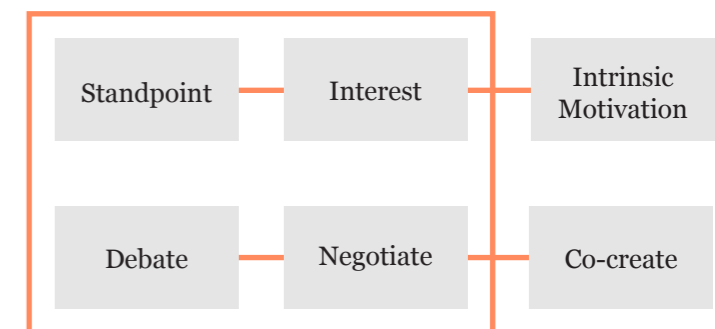 Standpoint
Interest
Intrinsic
Motivation
Debate
Negotiate
Co-create